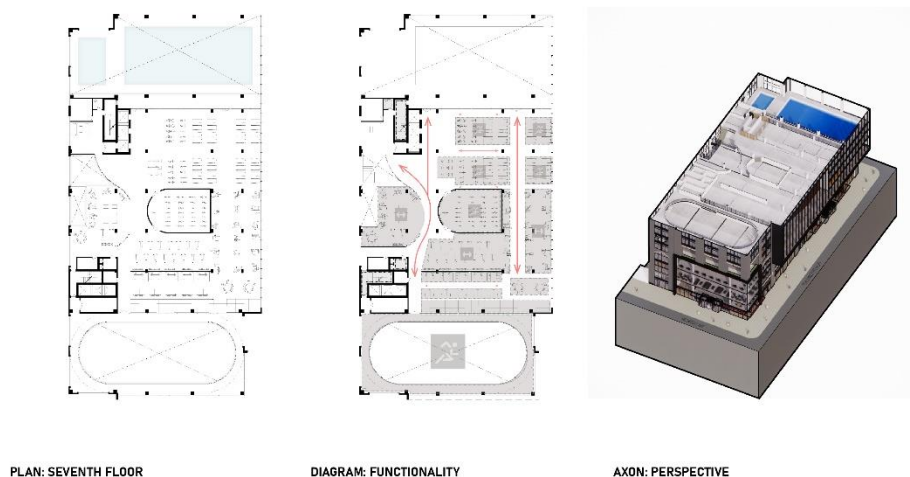 PLAN: SEVENTH FLOOR
DIAGRAM: FUNCTIONALITY
AXON: PERSPECTIVE